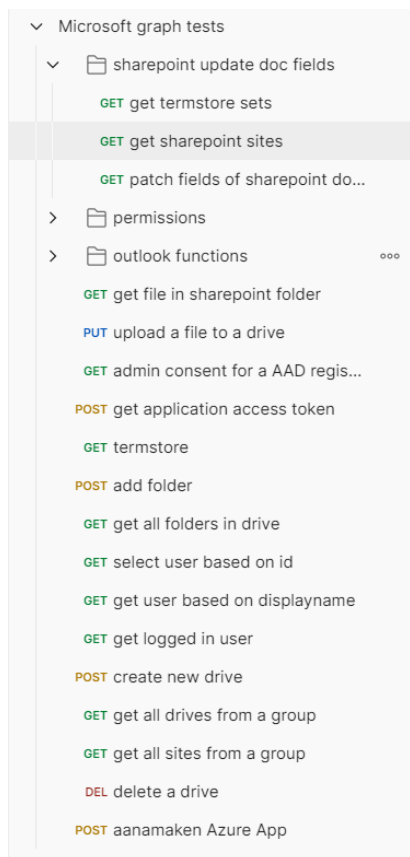 Microsoft graph tests
sharepoint update doc fields
GET get termstore sets
GET get sharepoint sites
GET patch fields of sharepoint do...
permissions
outlook functions
GET get file in sharepoint folder
PUT upload a file to a drive
GET admin consent for a AAD regis...
POST get application access token
GET termstore
POST add folder
GET get all folders in drive
GET select user based on id
GET get user based on displayname
GET get logged in user
POST create new drive
GET get all drives from a group
GET get all sites from a group
DEL delete a drive
POST aanamaken Azure App